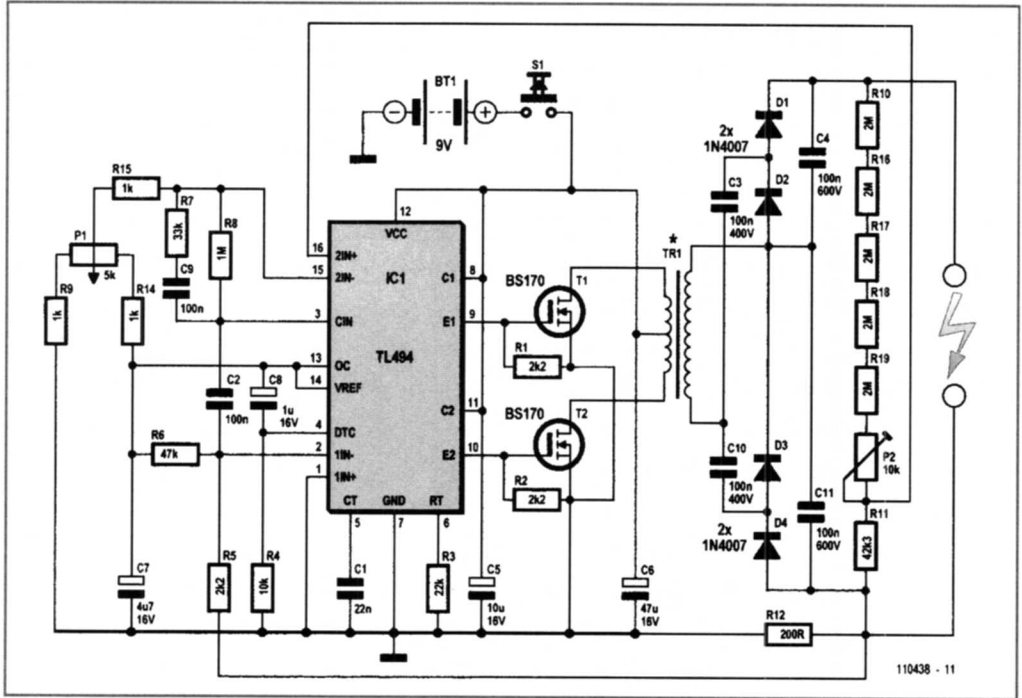 S1
BT1
9V
D1
2x
1N4007
D2
C4
100n
600V
C3
100n
400V
R10
2M
R16
2M
R17
2M
R18
2M
R19
2M
P2
10k
R11
42k3
R15
1k
R7
33k
R8
1M
P1
5k
C9
100n
R9
1k
R14
1k
12
VCC
16
2IN+
15
2IN-
IC1
C1
8
3
CIN
E1
9
TL494
13
OC
14
VREF
C2
11
4
DTC
2
1IN-
E2
10
1
1IN+
CT
GND
RT
5
7
6
BS170
T1
R1
2k2
BS170
T2
R2
2k2
*
TR1
C2
100n
C8
1u
16V
R6
47k
C10
100n
400V
D3
2x
1N4007
D4
C11
100n
600V
C7
4u7
16V
R5
2k2
R4
10k
C1
22n
R3
22k
C5
10u
16V
C6
47u
16V
R12
200R
110438 - 11